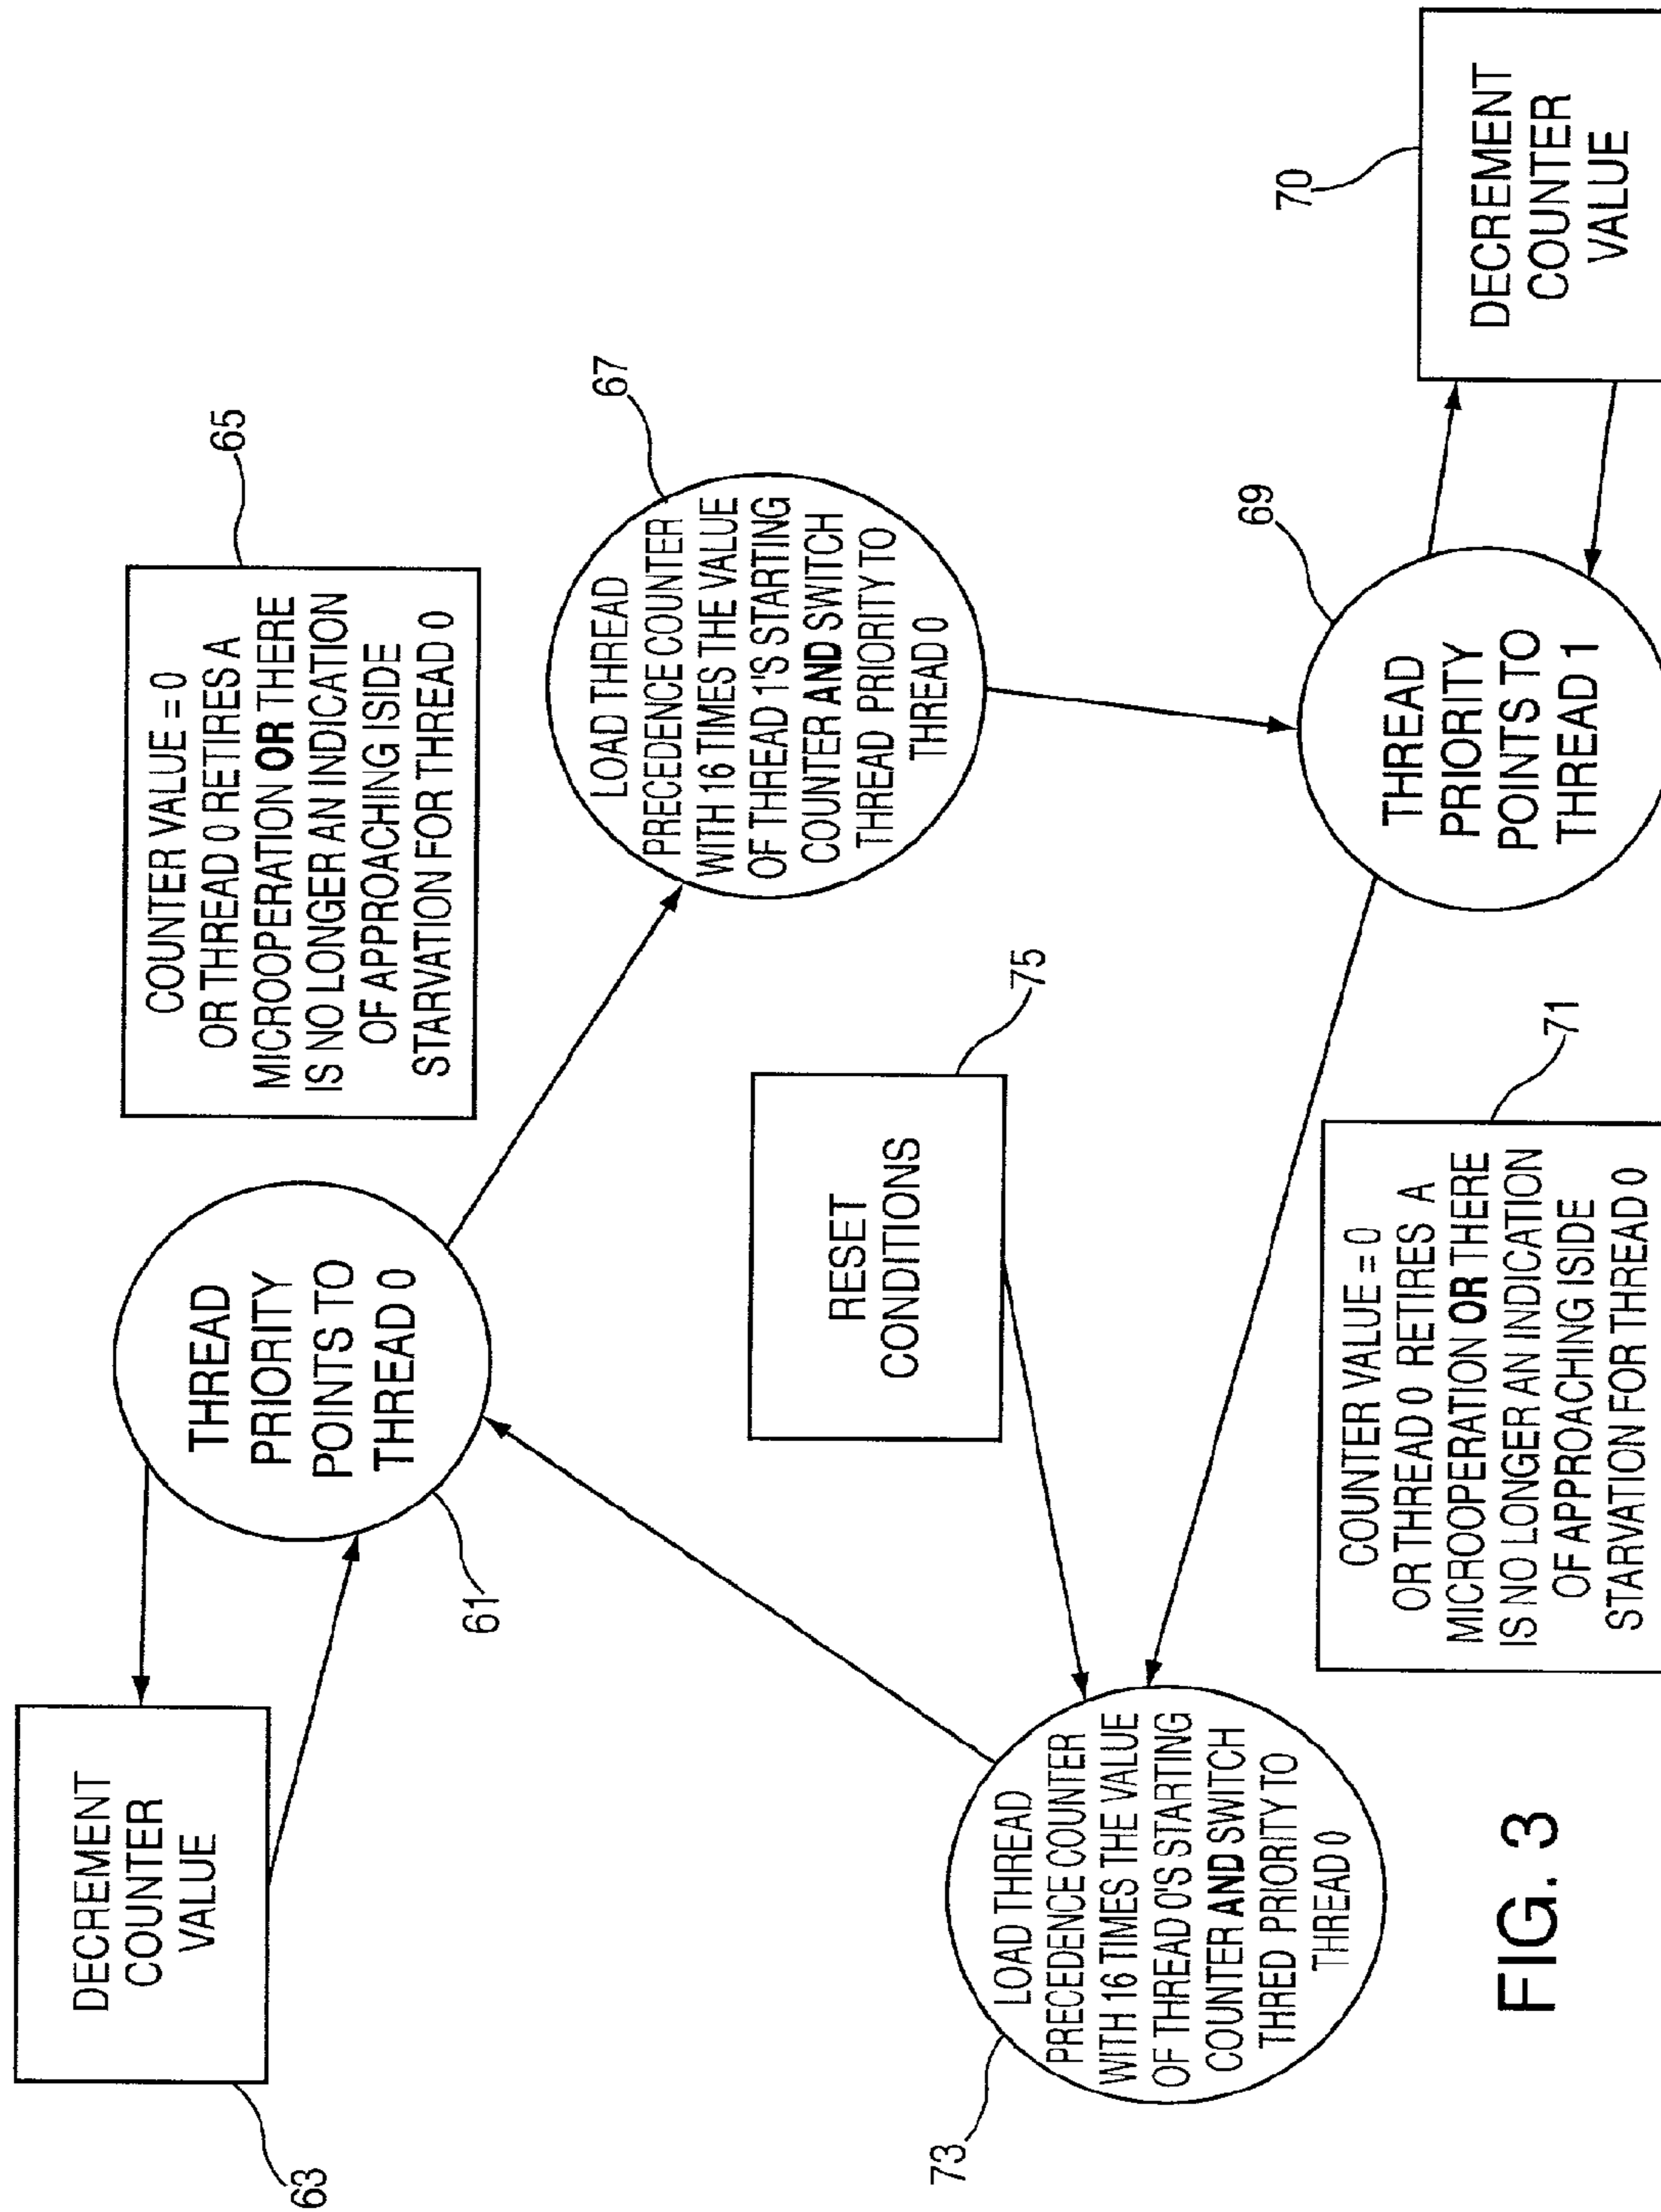 DECREMENT
COUNTER
VALUE
63
THREAD
PRIORITY
POINTS TO
THREAD 0
61
COUNTER VALUE = 0
OR THREAD 0 RETIRES A
MICROOPERATION OR THERE
IS NO LONGER AN INDICATION
OF APPROACHING ISIDE
STARVATION FOR THREAD 0
65
LOAD THREAD
PRECEDENCE COUNTER
WITH 16 TIMES THE VALUE
OF THREAD 1'S STARTING
COUNTER AND SWITCH
THREAD PRIORITY TO
THREAD 0
67
RESET
CONDITIONS
75
LOAD THREAD
PRECEDENCE COUNTER
WITH 16 TIMES THE VALUE
OF THREAD 0'S STARTING
COUNTER AND SWITCH
THRED PRIORITY TO
THREAD 0
73
THREAD
PRIORITY
POINTS TO
THREAD 1
69
DECREMENT
COUNTER
VALUE
70
COUNTER VALUE = 0
OR THREAD 0 RETIRES A
MICROOPERATION OR THERE
IS NO LONGER AN INDICATION
OF APPROACHING ISIDE
STARVATION FOR THREAD 0
71
FIG. 3